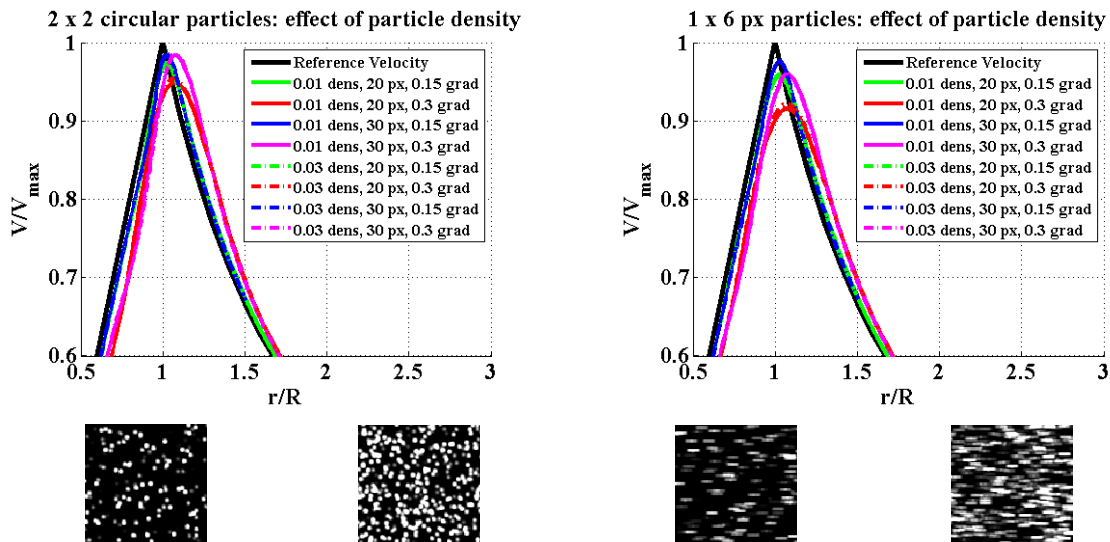 2 x 2 circular particles: effect of particle density
1
0.9
0.8
0.7
0.6
0.5
1
1.5
2
2.5
3
V/Vmax
r/R
Reference Velocity
0.01 dens, 20 px, 0.15 grad
0.01 dens, 20 px, 0.3 grad
0.01 dens, 30 px, 0.15 grad
0.01 dens, 30 px, 0.3 grad
0.03 dens, 20 px, 0.15 grad
0.03 dens, 20 px, 0.3 grad
0.03 dens, 30 px, 0.15 grad
0.03 dens, 30 px, 0.3 grad
1 x 6 px particles: effect of particle density
1
0.9
0.8
0.7
0.6
0.5
1
1.5
2
2.5
3
V/Vmax
r/R
Reference Velocity
0.01 dens, 20 px, 0.15 grad
0.01 dens, 20 px, 0.3 grad
0.01 dens, 30 px, 0.15 grad
0.01 dens, 30 px, 0.3 grad
0.03 dens, 20 px, 0.15 grad
0.03 dens, 20 px, 0.3 grad
0.03 dens, 30 px, 0.15 grad
0.03 dens, 30 px, 0.3 grad